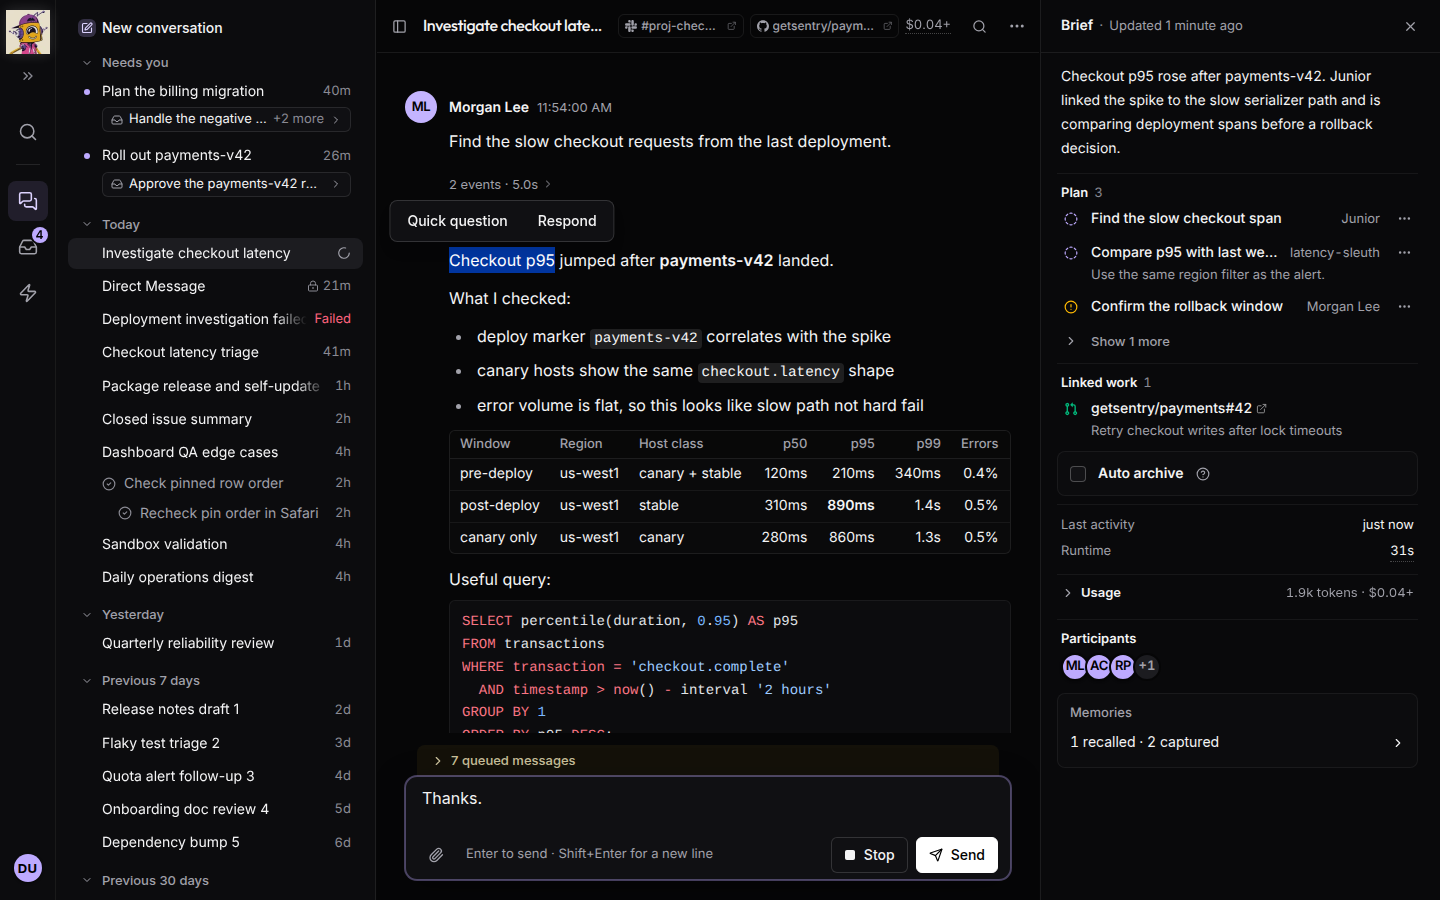 New conversation
Needs you
Plan the billing migration 40m
Handle the negative ... +2 more
Roll out payments-v42 26m
Approve the payments-v42 r...
Today
Investigate checkout latency
Direct Message 21m
Deployment investigation failed Failed
Checkout latency triage 41m
Package release and self-update 1h
Closed issue summary 2h
Dashboard QA edge cases 4h
Check pinned row order 2h
Recheck pin order in Safari 2h
Sandbox validation 4h
Daily operations digest 4h
Yesterday
Quarterly reliability review 1d
Previous 7 days
Release notes draft 1 2d
Flaky test triage 2 3d
Quota alert follow-up 3 4d
Onboarding doc review 4 5d
Dependency bump 5 6d
Previous 30 days
4
DU
Investigate checkout late... #proj-chec... getsentry/paym... $0.04+
ML Morgan Lee 11:54:00 AM
Find the slow checkout requests from the last deployment.
2 events · 5.0s
Quick question Respond
Checkout p95 jumped after payments-v42 landed.
What I checked:
• deploy marker payments-v42 correlates with the spike
• canary hosts show the same checkout.latency shape
• error volume is flat, so this looks like slow path not hard fail
Window Region Host class p50 p95 p99 Errors
pre-deploy us-west1 canary + stable 120ms 210ms 340ms 0.4%
post-deploy us-west1 stable 310ms 890ms 1.4s 0.5%
canary only us-west1 canary 280ms 860ms 1.3s 0.5%
Useful query:
SELECT percentile(duration, 0.95) AS p95
FROM transactions
WHERE transaction = 'checkout.complete'
AND timestamp > now() - interval '2 hours'
GROUP BY 1
ORDER BY p95 DESC;
7 queued messages
Thanks.
Enter to send · Shift+Enter for a new line
Stop
Send
Brief · Updated 1 minute ago
Checkout p95 rose after payments-v42. Junior
linked the spike to the slow serializer path and is
comparing deployment spans before a rollback
decision.
Plan 3
Find the slow checkout span Junior
Compare p95 with last we... latency-sleuth
Use the same region filter as the alert.
Confirm the rollback window Morgan Lee
Show 1 more
Linked work 1
getsentry/payments#42
Retry checkout writes after lock timeouts
Auto archive
Last activity just now
Runtime 31s
Usage 1.9k tokens · $0.04+
Participants
ML AC RP +1
Memories
1 recalled · 2 captured